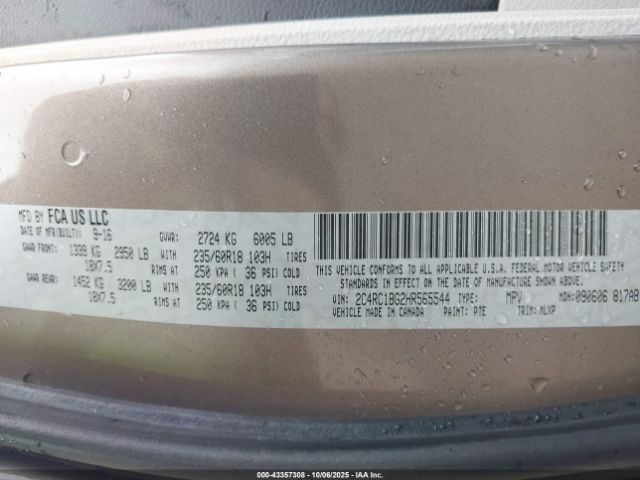 MFD BY FCA US LLC
DATE OF MFR(BUILT): 9-16 GVWR: 2724 KG 6005 LB
GAWR FRONT: 1339 KG 2950 LB WITH 235/60R18 103H TIRES
18X7.5 RIMS AT 250 KPA ( 36 PSI) COLD
GAWR REAR: 1452 KG 3200 LB WITH 235/60R18 103H TIRES
18X7.5 RIMS AT 250 KPA ( 36 PSI) COLD
THIS VEHICLE CONFORMS TO ALL APPLICABLE U.S.A. FEDERAL MOTOR VEHICLE SAFETY
STANDARDS IN EFFECT ON THE DATE OF MANUFACTURE SHOWN ABOVE.
VIN: 2C4RC1BG2HR565544 TYPE: MPV MDH: 090606 817AB
VEHICLE MADE IN CANADA PAINT: PTE TRIM: MLXP
000-43357308 - 10/06/2025 - IAA Inc.